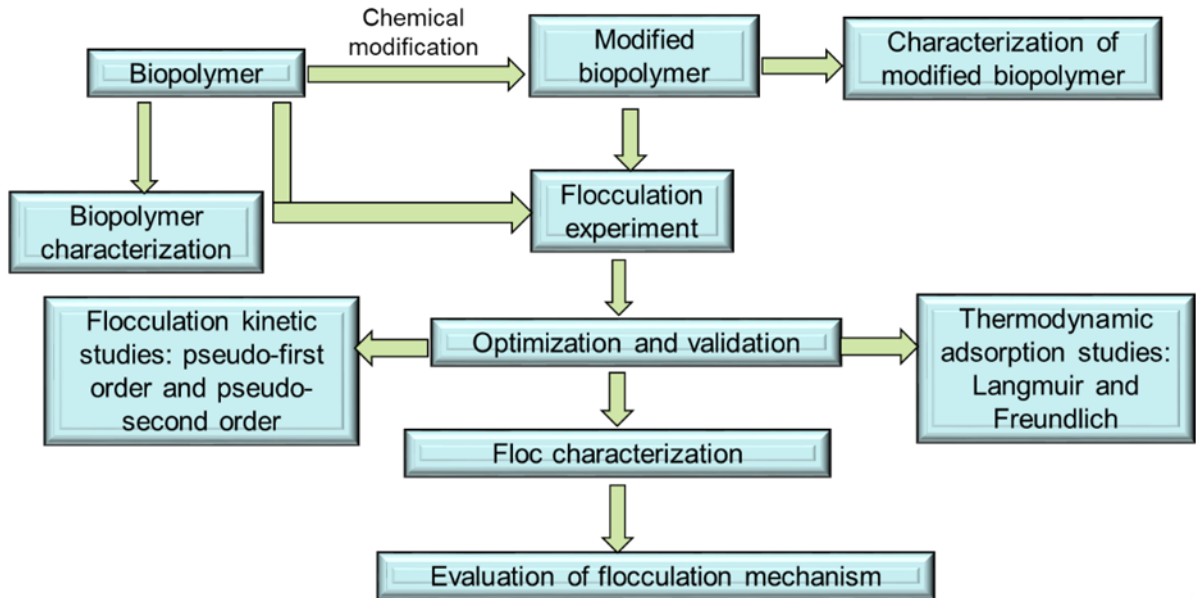 Chemical
modification
Biopolymer
Modified
biopolymer
Characterization of
modified biopolymer
Biopolymer
characterization
Flocculation
experiment
Flocculation kinetic
studies: pseudo-first
order and pseudo-
second order
Optimization and validation
Thermodynamic
adsorption studies:
Langmuir and
Freundlich
Floc characterization
Evaluation of flocculation mechanism